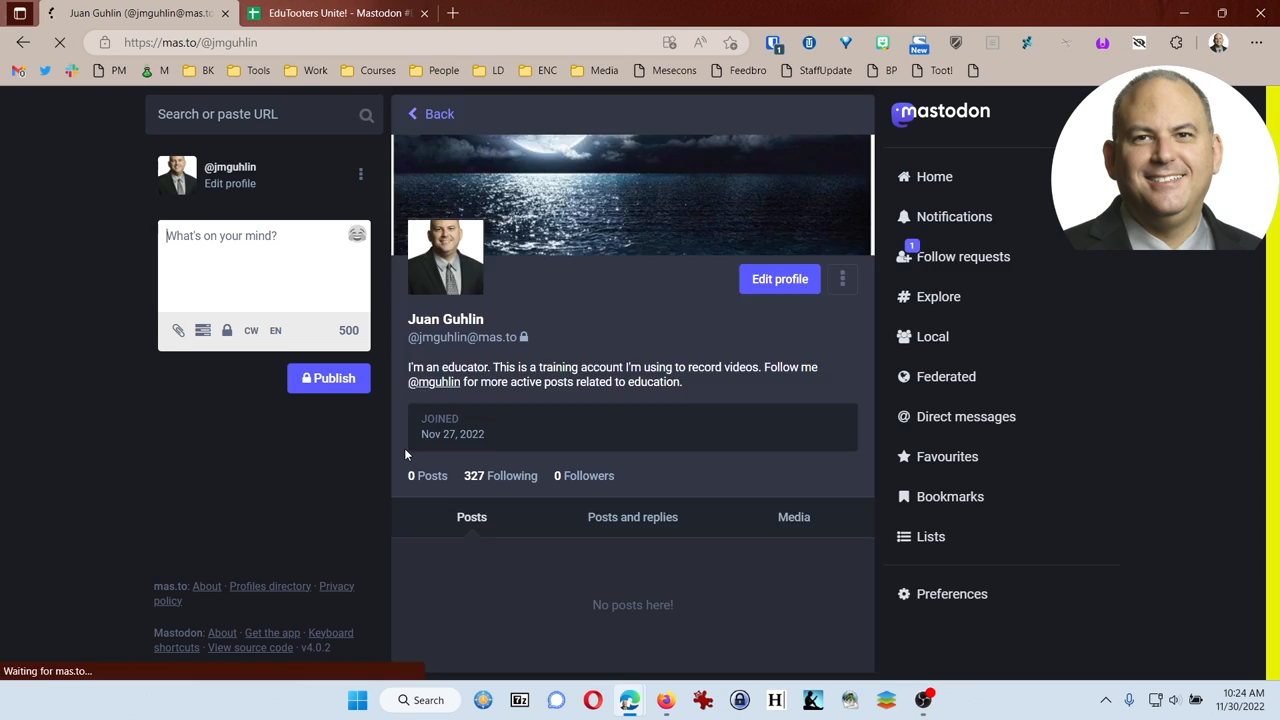 Juan Guhlin (@jmguhlin@mas.to
EduTooters Unite! - Mastodon #
https://mas.to/@jmguhlin
New
PM
M
BK
Tools
Work
Courses
People
LD
ENC
Media
Mesecons
Feedbro
StaffUpdate
BP
Toot!
Search or paste URL
@jmguhlin
Edit profile
What's on your mind?
CW
EN
500
Publish
mas.to: About · Profiles directory · Privacy
policy
Mastodon: About · Get the app · Keyboard
shortcuts · View source code · v4.0.2
Back
Edit profile
Juan Guhlin
@jmguhlin@mas.to
I'm an educator. This is a training account I'm using to record videos. Follow me
@mguhlin for more active posts related to education.
JOINED
Nov 27, 2022
0 Posts 327 Following 0 Followers
Posts
Posts and replies
Media
No posts here!
mastodon
Home
Notifications
1
Follow requests
Explore
Local
Federated
Direct messages
Favourites
Bookmarks
Lists
Preferences
Waiting for mas.to...
Search
7z
H
10:24 AM
11/30/2022